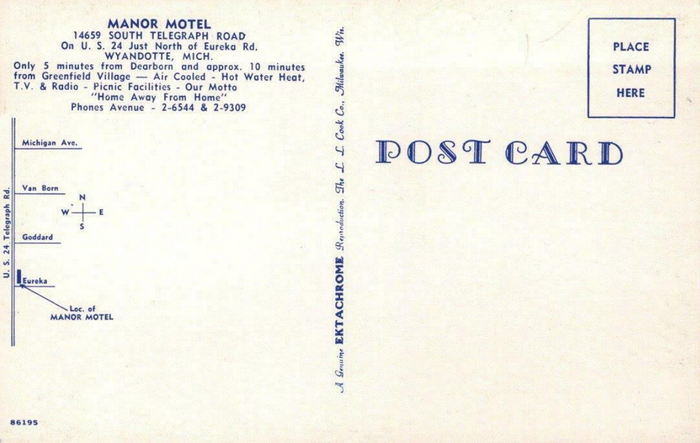 MANOR MOTEL
14659 SOUTH TELEGRAPH ROAD
On U. S. 24 Just North of Eureka Rd.
WYANDOTTE, MICH.
Only 5 minutes from Dearborn and approx. 10 minutes
from Greenfield Village — Air Cooled - Hot Water Heat,
T.V. & Radio - Picnic Facilities - Our Motto
"Home Away From Home"
Phones Avenue - 2-6544 & 2-9309
Michigan Ave.
Van Born
N
W E
S
Goddard
Eureka
U. S. 24 Telegraph Rd.
Loc. of
MANOR MOTEL
86195
A Genuine EKTACHROME Reproduction, The L. L. Cook Co., Milwaukee, Wis.
PLACE
STAMP
HERE
POST CARD